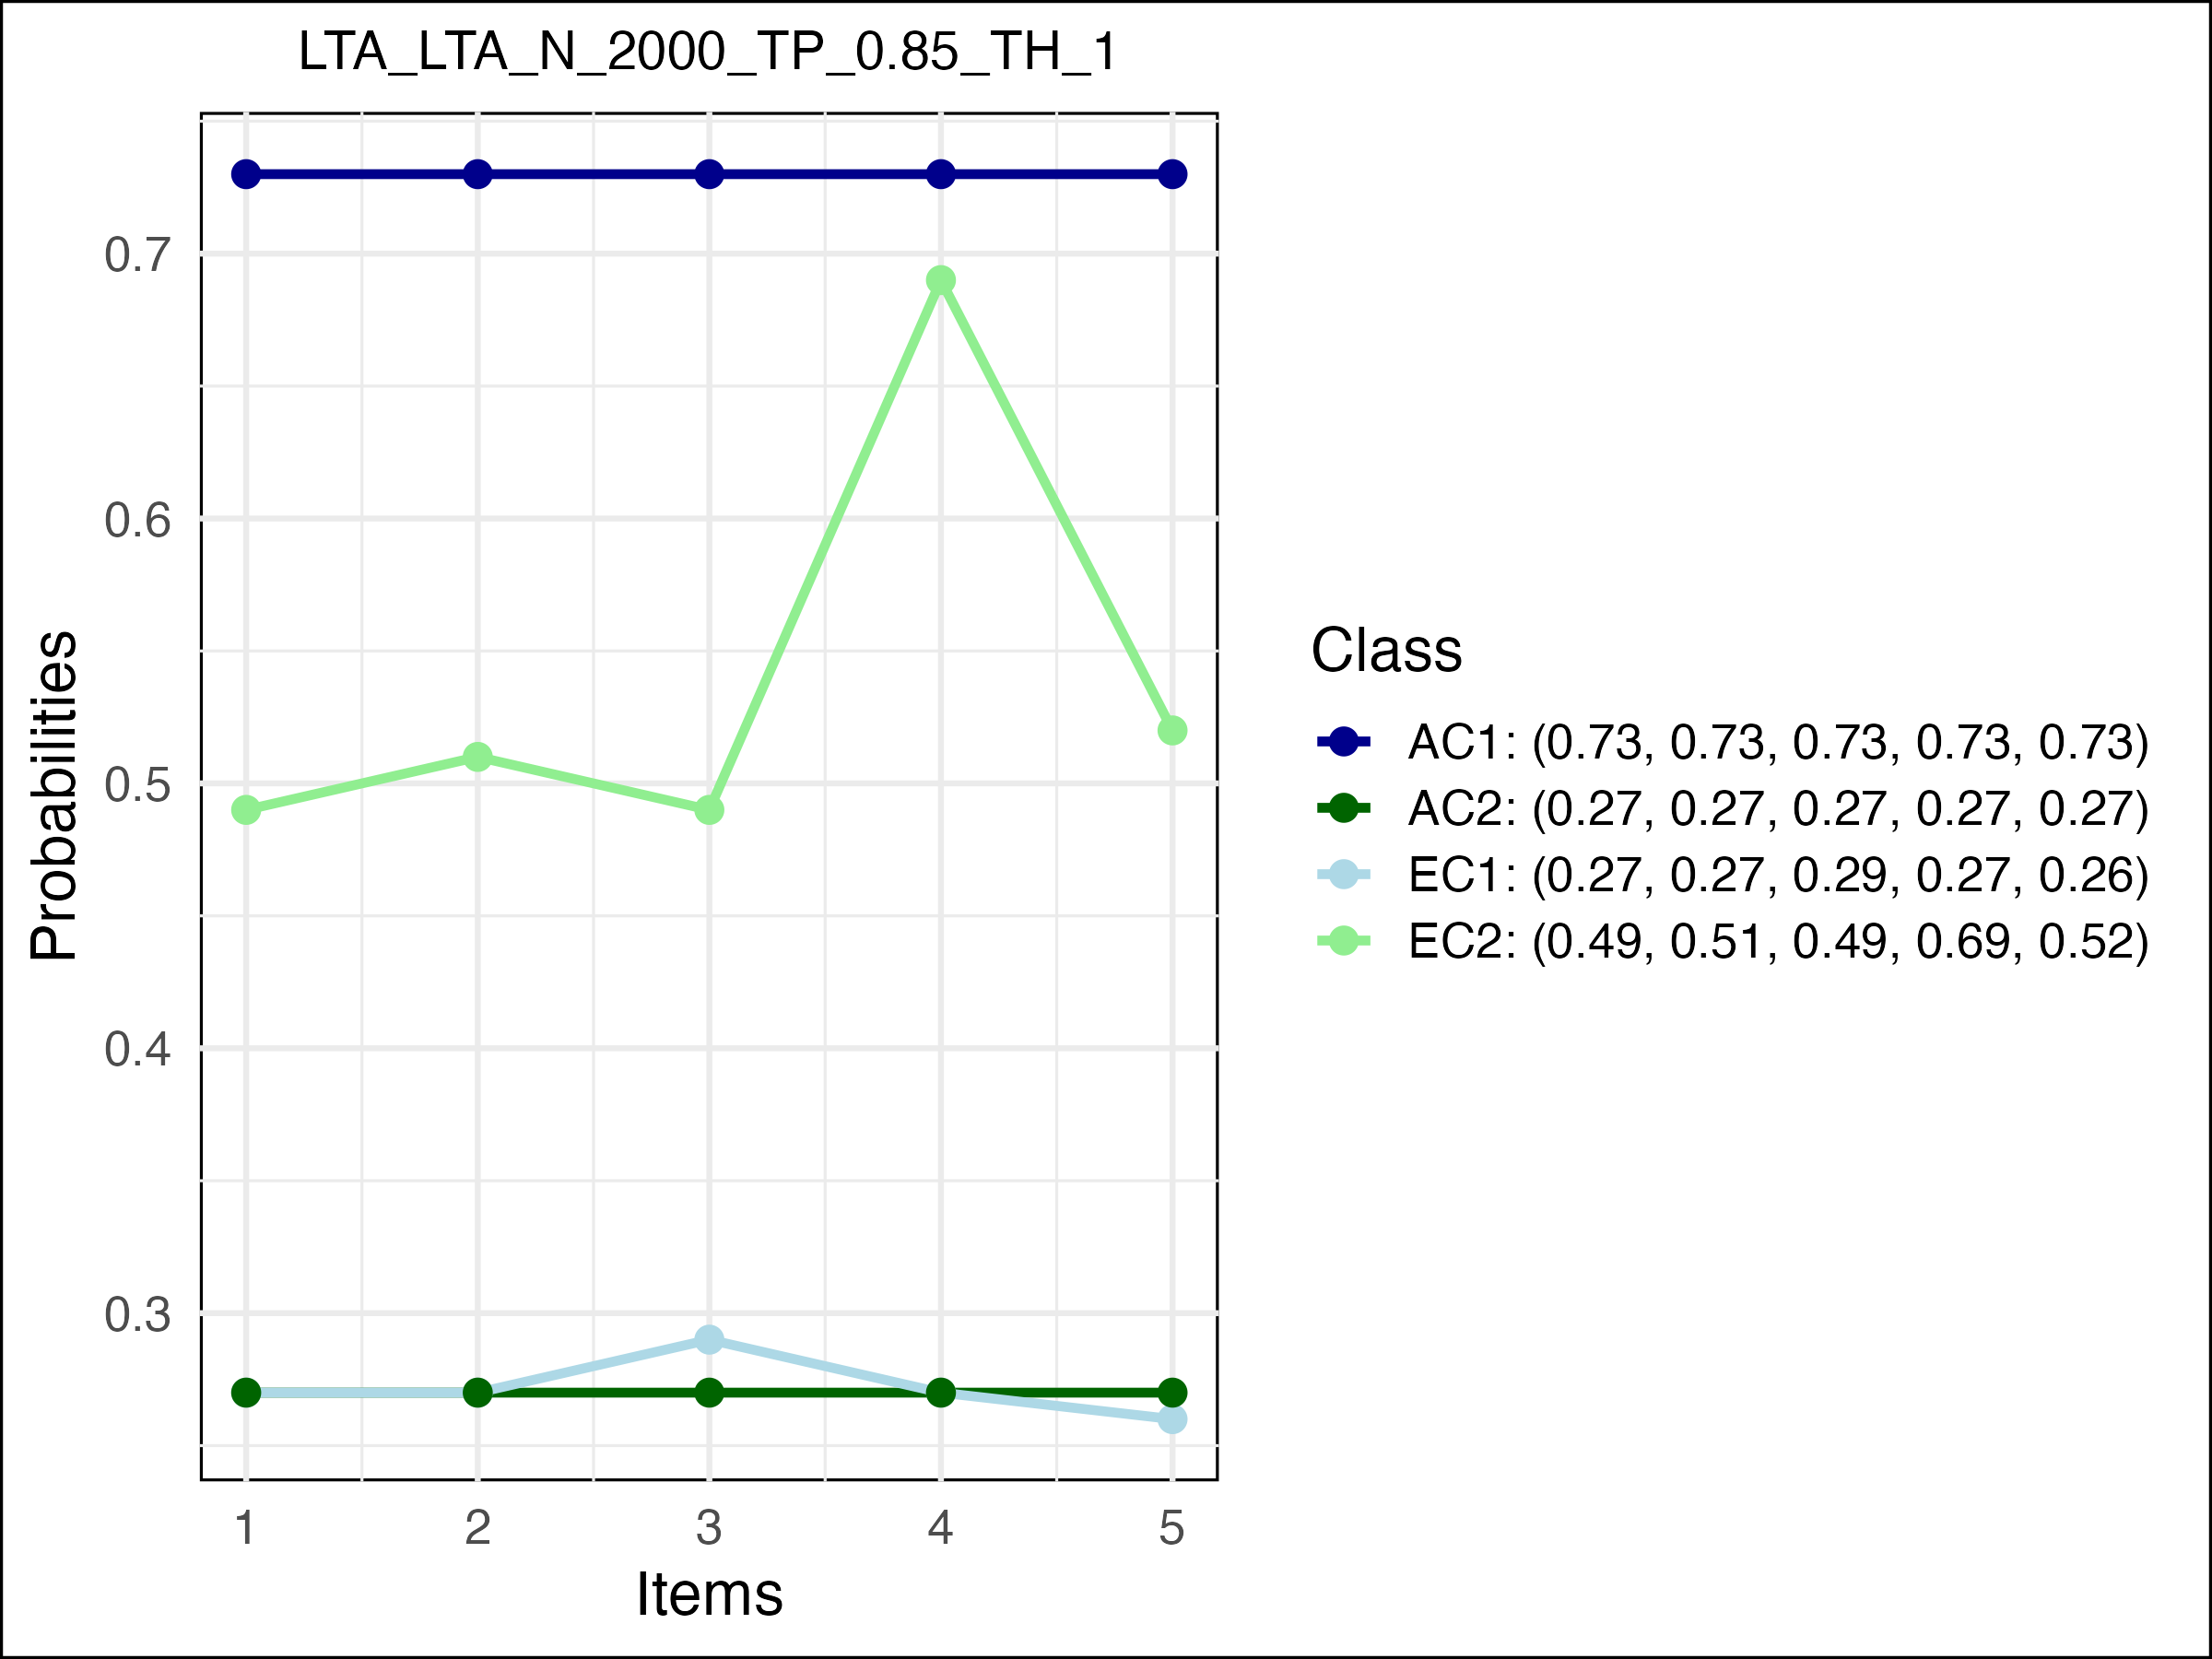 LTA_LTA_N_2000_TP_0.85_TH_1
Probabilities
0.7
0.6
0.5
0.4
0.3
1 2 3 4 5
Items
Class
AC1: (0.73, 0.73, 0.73, 0.73, 0.73)
AC2: (0.27, 0.27, 0.27, 0.27, 0.27)
EC1: (0.27, 0.27, 0.29, 0.27, 0.26)
EC2: (0.49, 0.51, 0.49, 0.69, 0.52)